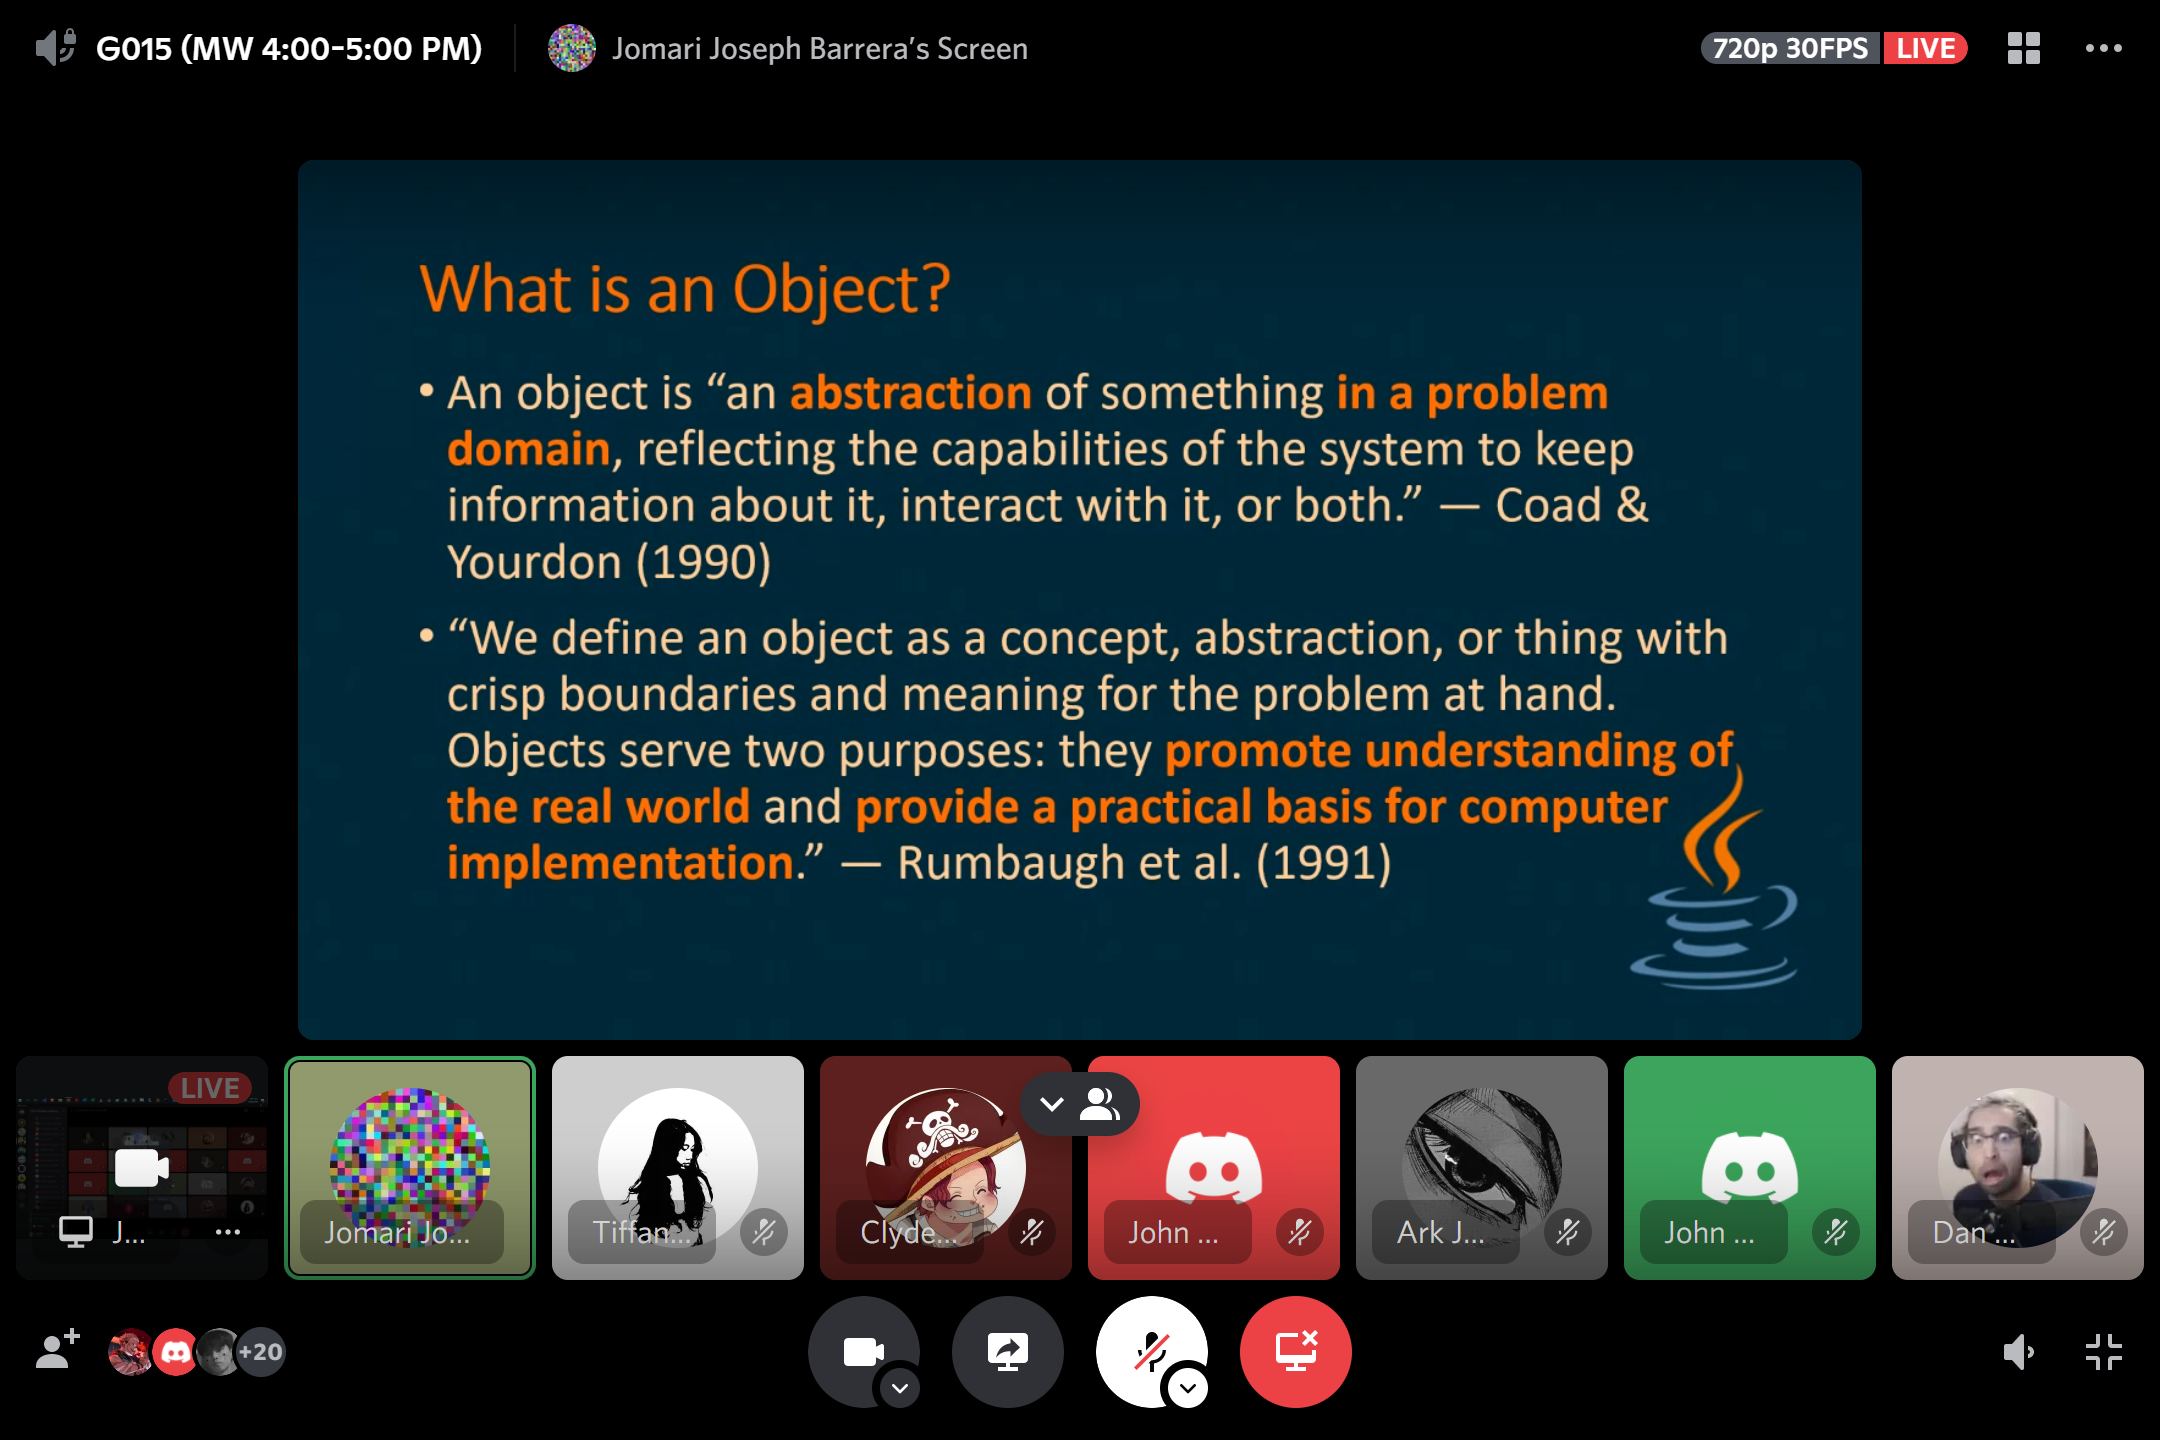 G015 (MW 4:00-5:00 PM)
Jomari Joseph Barrera's Screen
720p 30FPS
LIVE
What is an Object?
• An object is “an abstraction of something in a problem
domain, reflecting the capabilities of the system to keep
information about it, interact with it, or both.” — Coad &
Yourdon (1990)
• “We define an object as a concept, abstraction, or thing with
crisp boundaries and meaning for the problem at hand.
Objects serve two purposes: they promote understanding of
the real world and provide a practical basis for computer
implementation.” — Rumbaugh et al. (1991)
LIVE
J...
Jomari Jo...
Tiffan...
Clyde...
John ...
Ark J...
John ...
Dan ...
+20